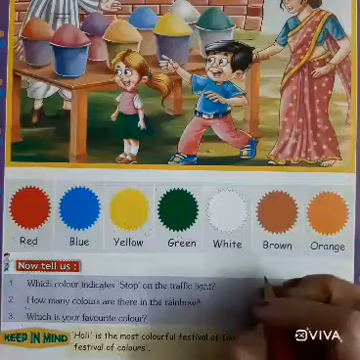 Red Blue Yellow Green White Brown Orange
Now tell us :
1 Which colour indicates 'Stop' on the traffic light?
2 How many colours are there in the rainbow?
3. Which is your favourite colour?
KEEP IN MIND 'Holi' is the most colourful festival of
festival of colours'.
VIVA